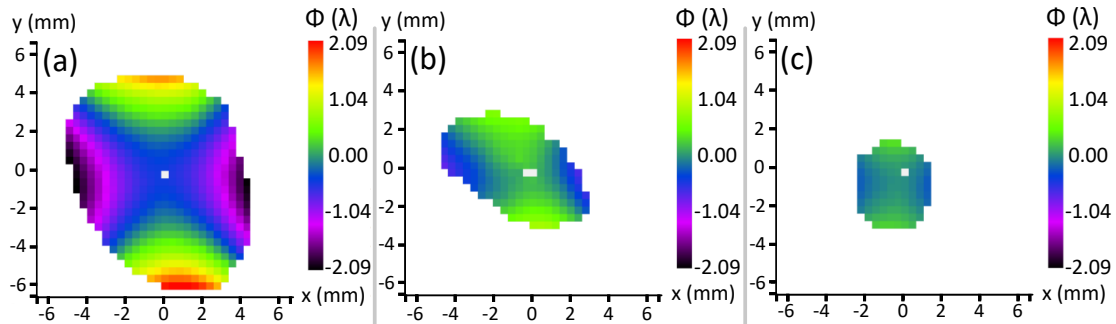 y (mm) Φ (λ) y (mm) Φ (λ) y (mm) Φ (λ)
(a) (b) (c)
6 2.09 6 2.09 6 2.09
4 1.04 4 1.04 4 1.04
2 2 2
0 0.00 0 0.00 0 0.00
-2 -1.04 -2 -1.04 -2 -1.04
-4 -4 -4
-6 -2.09 -6 -2.09 -6 -2.09
x (mm) x (mm) x (mm)
-6 -4 -2 0 2 4 6 -6 -4 -2 0 2 4 6 -6 -4 -2 0 2 4 6